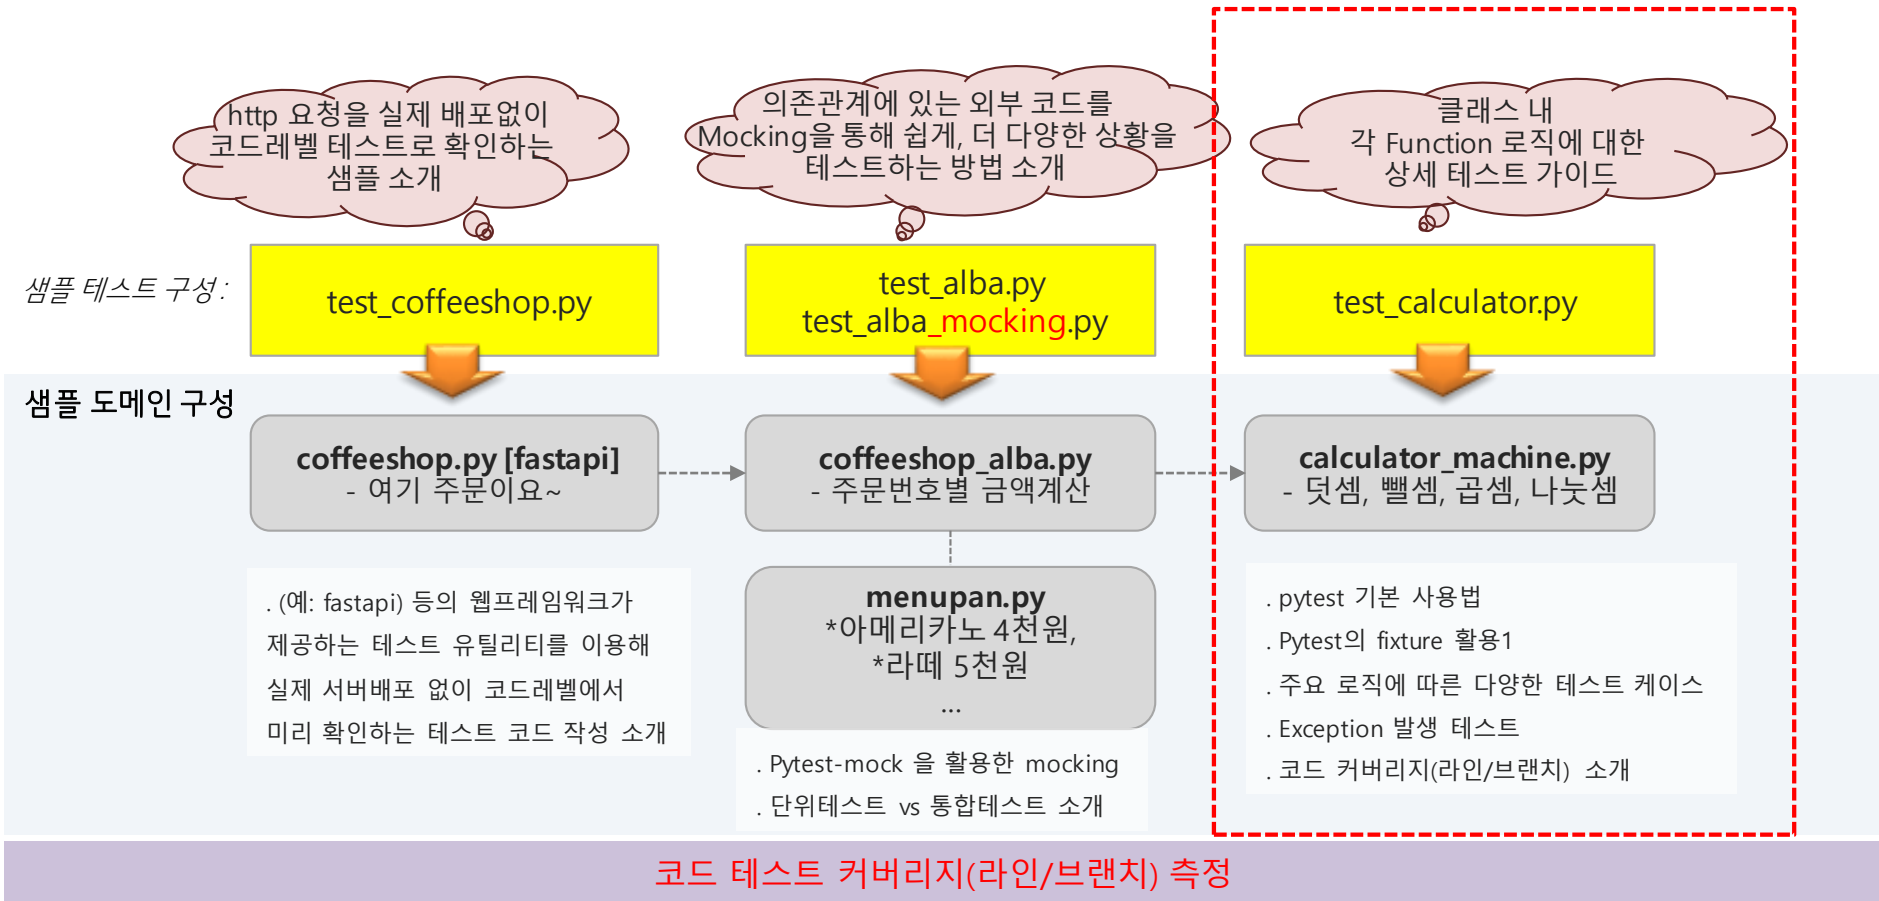 http 요청을 실제 배포없이
코드레벨 테스트로 확인하는
샘플 소개
의존관계에 있는 외부 코드를
Mocking을 통해 쉽게, 더 다양한 상황을
테스트하는 방법 소개
클래스 내
각 Function 로직에 대한
상세 테스트 가이드
샘플 테스트 구성 :
test_coffeeshop.py
test_alba.py
test_alba_mocking.py
test_calculator.py
샘플 도메인 구성
coffeeshop.py [fastapi]
- 여기 주문이요~
coffeeshop_alba.py
- 주문번호별 금액계산
calculator_machine.py
- 덧셈, 뺄셈, 곱셈, 나눗셈
. (예: fastapi) 등의 웹프레임워크가
제공하는 테스트 유틸리티를 이용해
실제 서버배포 없이 코드레벨에서
미리 확인하는 테스트 코드 작성 소개
menupan.py
*아메리카노 4천원,
*라떼 5천원
...
. Pytest-mock 을 활용한 mocking
. 단위테스트 vs 통합테스트 소개
. pytest 기본 사용법
. Pytest의 fixture 활용1
. 주요 로직에 따른 다양한 테스트 케이스
. Exception 발생 테스트
. 코드 커버리지(라인/브랜치) 소개
코드 테스트 커버리지(라인/브랜치) 측정